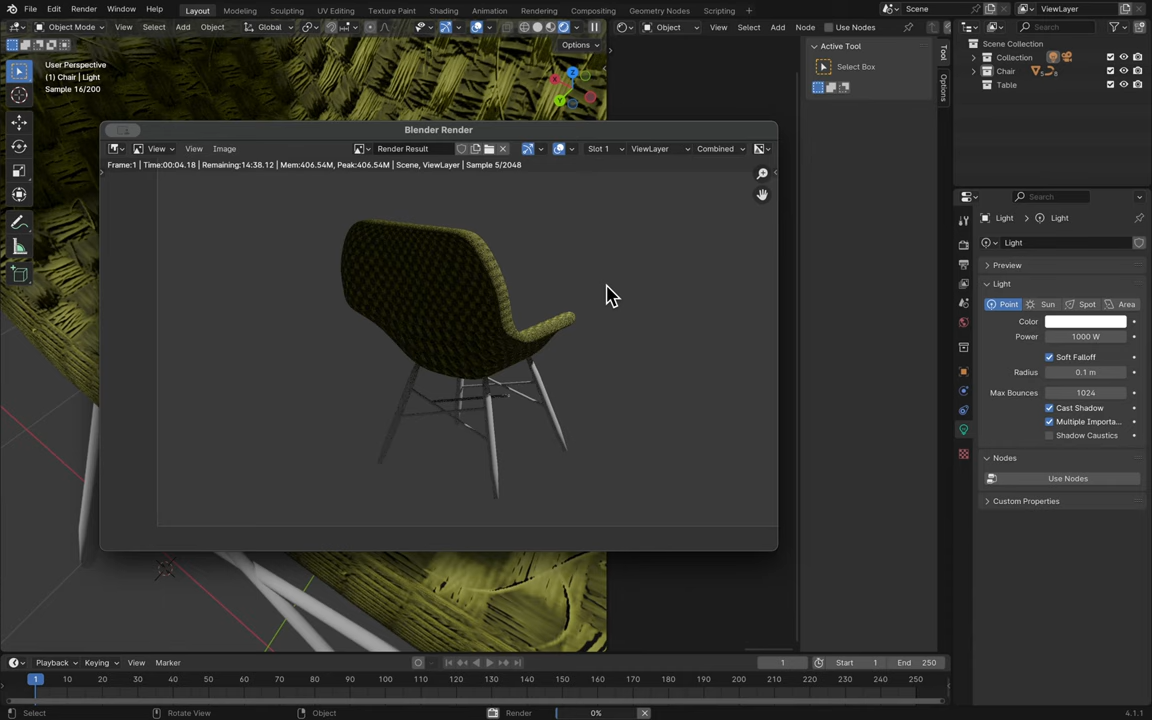 File Edit Render Window Help Layout Modeling Sculpting UV Editing Texture Paint Shading Animation Rendering Compositing Geometry Nodes Scripting + Scene ViewLayer
Object Mode View Select Add Object Global Object View Select Add Node Use Nodes Search
Options
User Perspective
(1) Chair | Light
Sample 16/200
X
Z
Y
Active Tool
Select Box
Tool
Options
Scene Collection
Collection
Chair 5 8
Table
Blender Render
View View Image Render Result Slot 1 ViewLayer Combined
Frame:1 | Time:00:04.18 | Remaining:14:38.12 | Mem:406.54M, Peak:406.54M | Scene, ViewLayer | Sample 5/2048
Search
Light Light
Light
Preview
Light
Point Sun Spot Area
Color
Power 1000 W
Soft Falloff
Radius 0.1 m
Max Bounces 1024
Cast Shadow
Multiple Importa...
Shadow Caustics
Nodes
Use Nodes
Custom Properties
Playback Keying View Marker 1 Start 1 End 250
1 10 20 30 40 50 60 70 80 90 100 110 120 130 140 150 160 170 180 190 200 210 220 230 240 250
Select Rotate View Object Render 0% 4.1.1